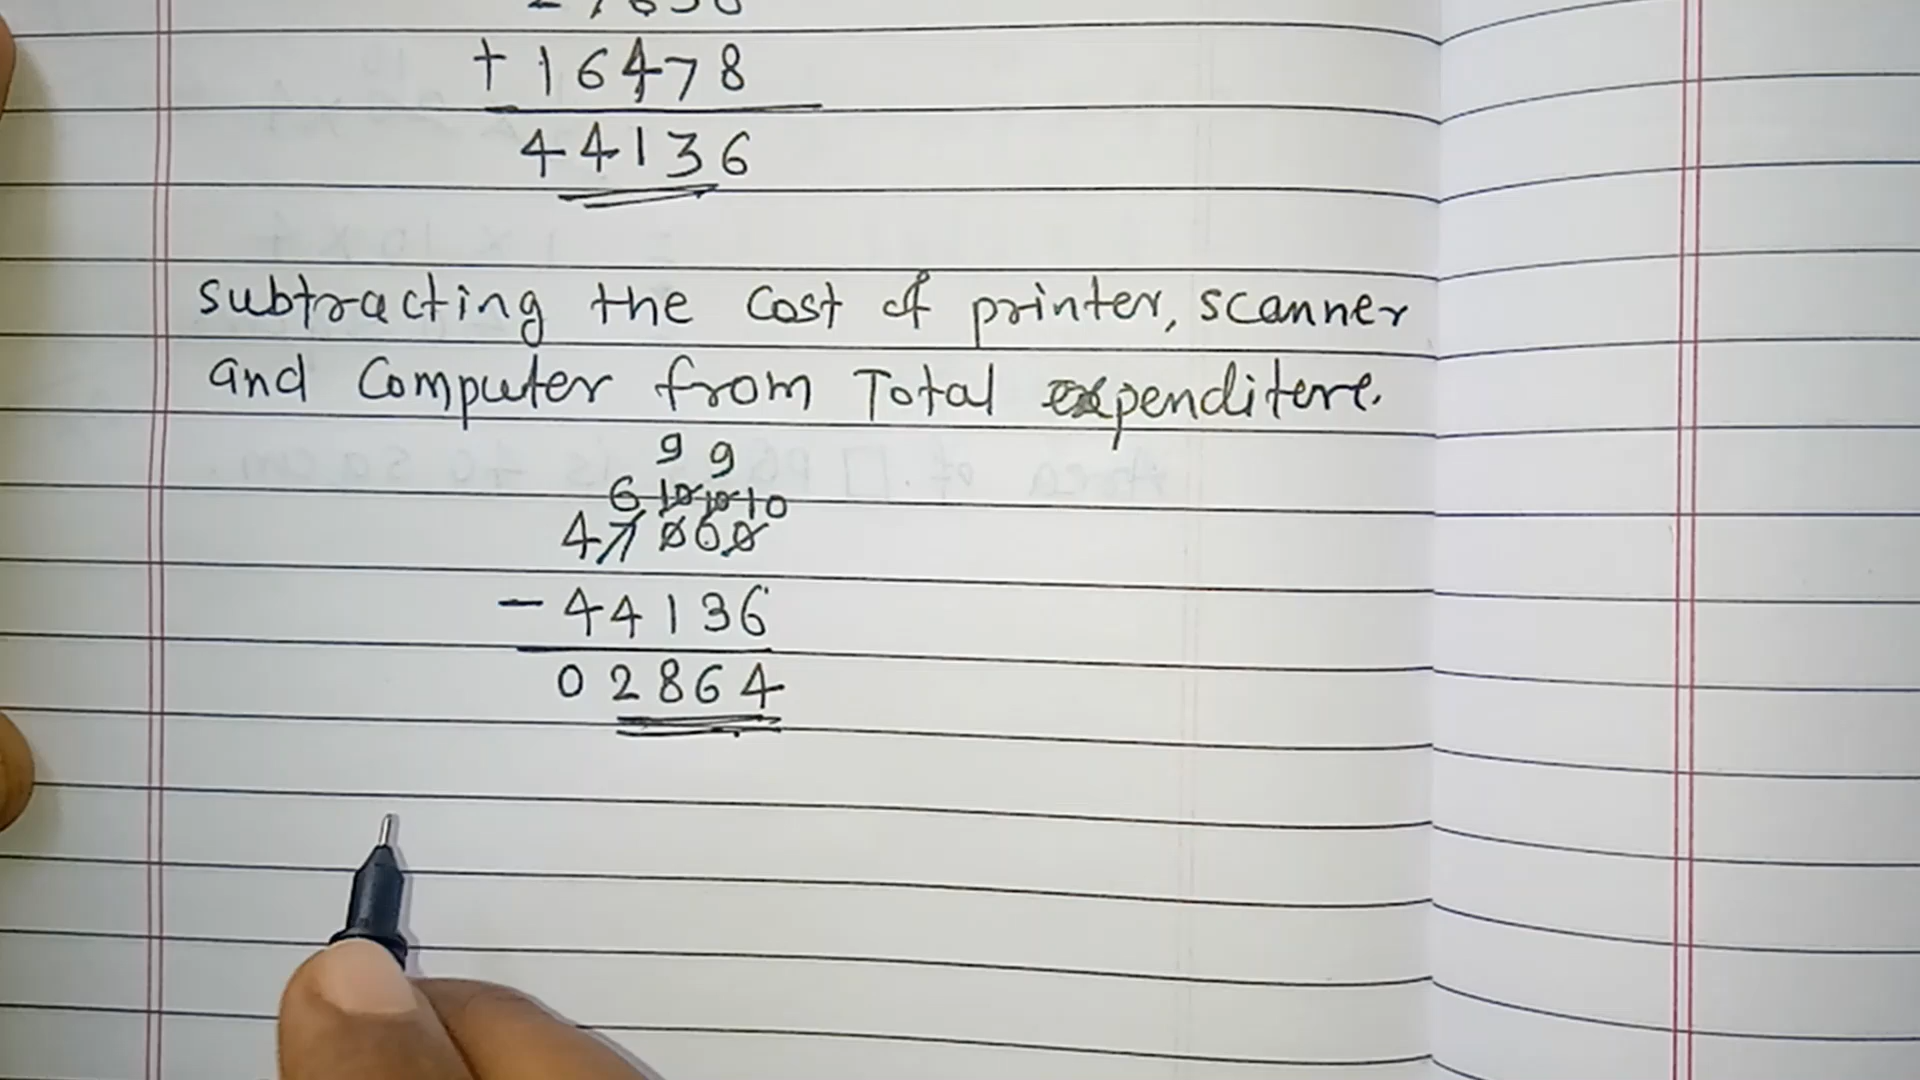 + 16478
44136
subtracting the cost of printer, scanner
and Computer from Total expenditere.
9 9
6 10 10 10
47000
- 44136
02864